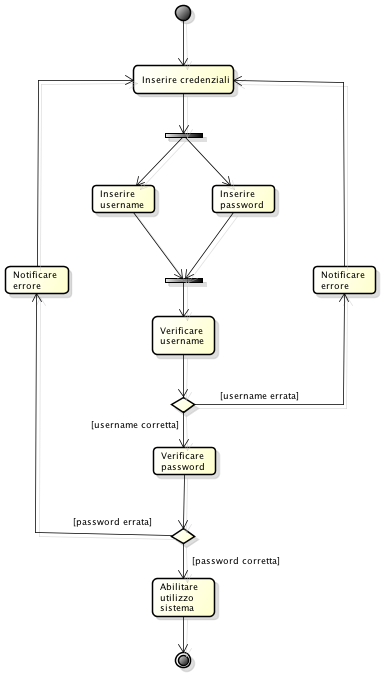 Inserire credenziali
Inserire
username
Inserire
password
Notificare
errore
Notificare
errore
Verificare
username
[username errata]
[username corretta]
Verificare
password
[password errata]
[password corretta]
Abilitare
utilizzo
sistema